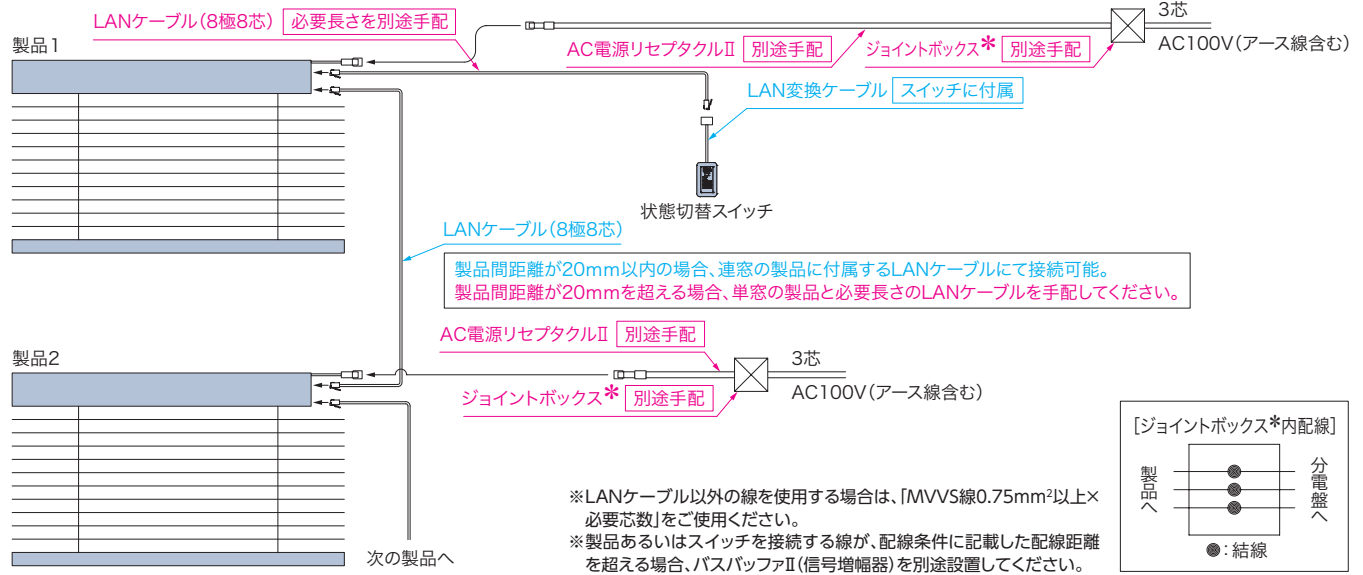 LANケーブル(8極8芯) 必要長さを別途手配
3芯
製品1
AC電源リセプタクルⅡ 別途手配
ジョイントボックス* 別途手配
AC100V(アース線含む)
LAN変換ケーブル スイッチに付属
状態切替スイッチ
LANケーブル(8極8芯)
製品間距離が20mm以内の場合、連窓の製品に付属するLANケーブルにて接続可能。
製品間距離が20mmを超える場合、単窓の製品と必要長さのLANケーブルを手配してください。
AC電源リセプタクルⅡ 別途手配
製品2
3芯
ジョイントボックス* 別途手配
AC100V(アース線含む)
[ジョイントボックス*内配線]
製品へ
分電盤へ
:結線
※LANケーブル以外の線を使用する場合は、「MVVS線0.75mm²以上×
必要芯数」をご使用ください。
※製品あるいはスイッチを接続する線が、配線条件に記載した配線距離
を超える場合、バスバッファⅡ(信号増幅器)を別途設置してください。
次の製品へ